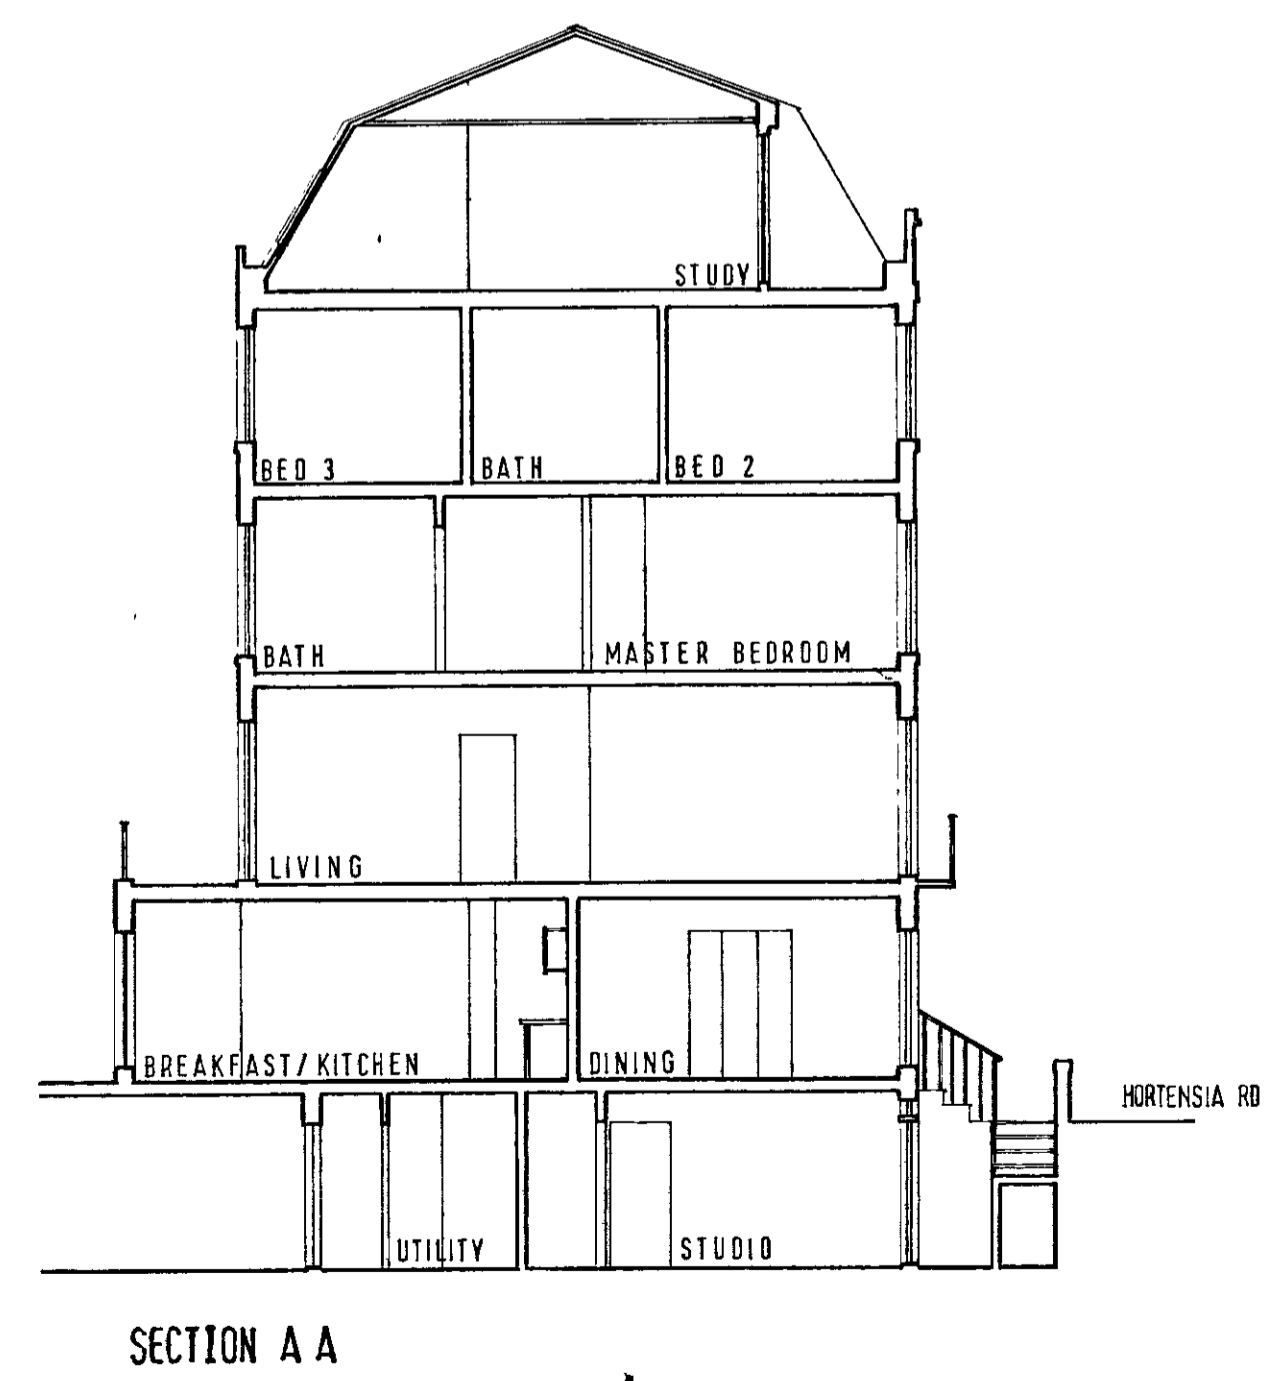 STUDY
BED 3 BATH BED 2
BATH MASTER BEDROOM
LIVING
BREAKFAST/KITCHEN DINING
HORTENSIA RD
UTILITY STUDIO
SECTION A A